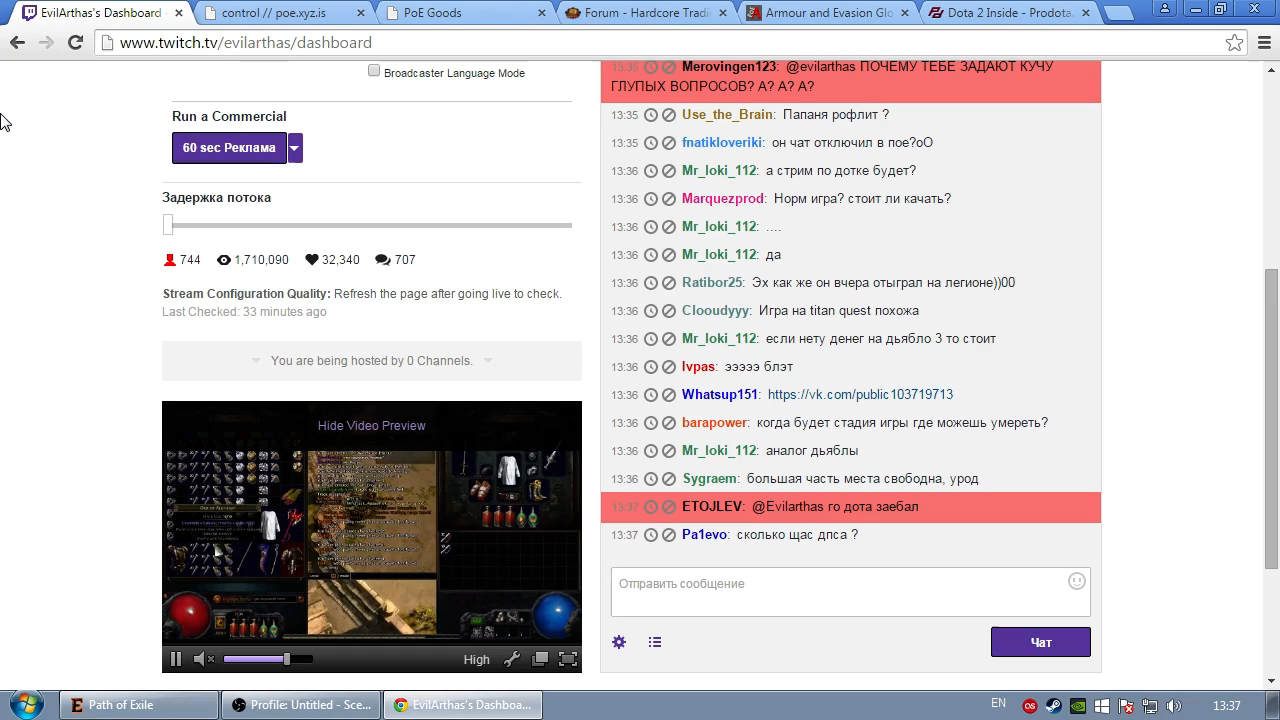 EvilArthas's Dashboard -
control // poe.xyz.is
PoE Goods
Forum - Hardcore Tradi
Armour and Evasion Glo
Dota 2 Inside - Prodota.
www.twitch.tv/evilarthas/dashboard
Broadcaster Language Mode
Run a Commercial
60 sec Реклама
Задержка потока
744 1,710,090 32,340 707
Stream Configuration Quality: Refresh the page after going live to check.
Last Checked: 33 minutes ago
You are being hosted by 0 Channels.
Hide Video Preview
High
13:35 Merovingen123: @evilarthas ПОЧЕМУ ТЕБЕ ЗАДАЮТ КУЧУ
ГЛУПЫХ ВОПРОСОВ? А? А? А?
13:35 Use_the_Brain: Папаня рофлит ?
13:35 fnatikloveriki: он чат отключил в пое?оО
13:36 Mr_loki_112: а стрим по дотке будет?
13:36 Marquezprod: Норм игра? стоит ли качать?
13:36 Mr_loki_112: ....
13:36 Mr_loki_112: да
13:36 Ratibor25: Эх как же он вчера отыграл на легионе))00
13:36 Clooudyyy: Игра на titan quest похожа
13:36 Mr_loki_112: если нету денег на дьябло 3 то стоит
13:36 Ivpas: эээээ блэт
13:36 Whatsup151: https://vk.com/public103719713
13:36 barapower: когда будет стадия игры где можешь умереть?
13:36 Mr_loki_112: аналог дьяблы
13:36 Sygraem: большая часть места свободна, урод
13:37 ETOJLEV: @Evilarthas го дота заебал
13:37 Pa1evo: сколько щас дпса ?
Отправить сообщение
Чат
Path of Exile
Profile: Untitled - Sce...
EvilArthas's Dashboa...
EN
13:37